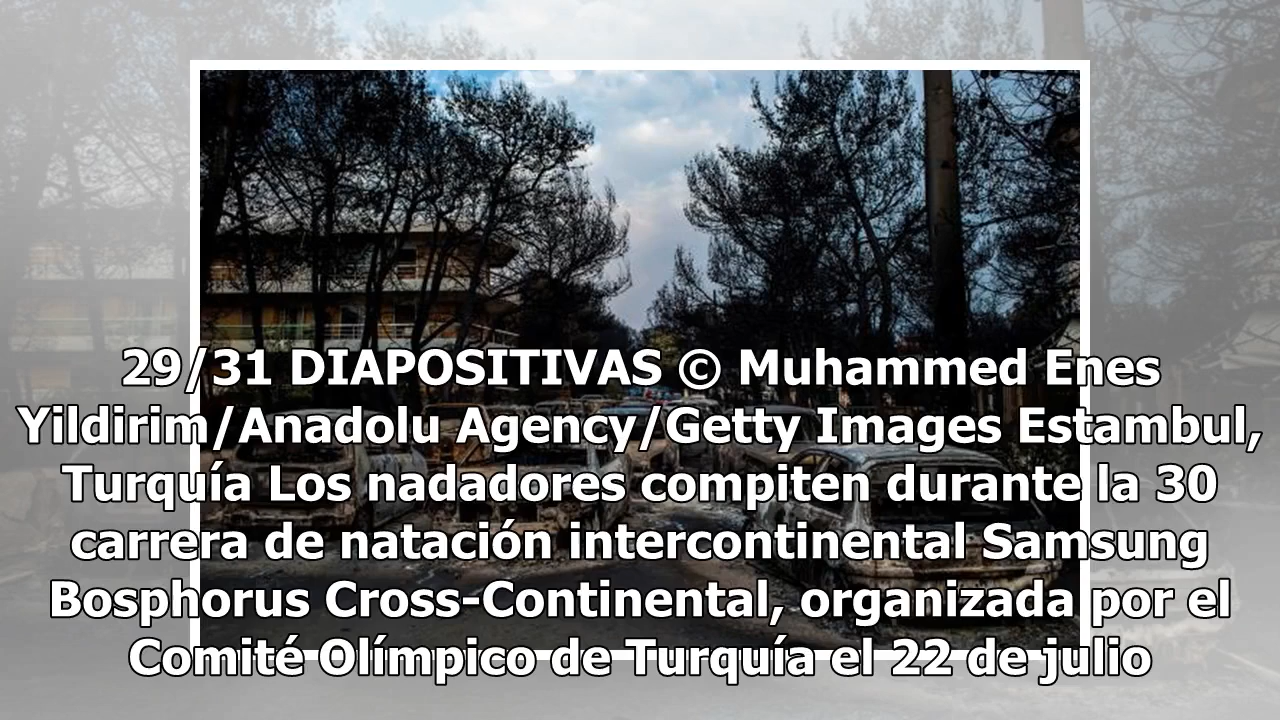 29/31 DIAPOSITIVAS © Muhammed Enes
Yildirim/Anadolu Agency/Getty Images Estambul,
Turquía Los nadadores compiten durante la 30
carrera de natación intercontinental Samsung
Bosphorus Cross-Continental, organizada por el
Comité Olímpico de Turquía el 22 de julio